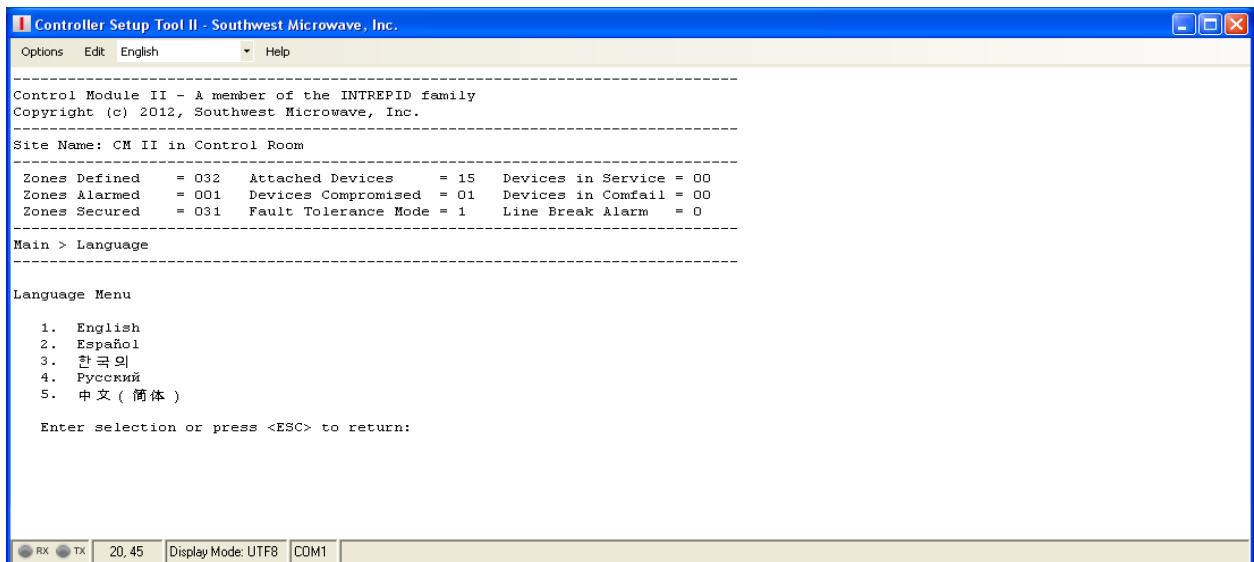 Controller Setup Tool II - Southwest Microwave, Inc.
Options Edit English Help
--------------------------------------------------------------------------------
Control Module II - A member of the INTREPID family
Copyright (c) 2012, Southwest Microwave, Inc.
--------------------------------------------------------------------------------
Site Name: CM II in Control Room
--------------------------------------------------------------------------------
Zones Defined = 032 Attached Devices = 15 Devices in Service = 00
Zones Alarmed = 001 Devices Compromised = 01 Devices in Comfail = 00
Zones Secured = 031 Fault Tolerance Mode = 1 Line Break Alarm = 0
--------------------------------------------------------------------------------
Main > Language
--------------------------------------------------------------------------------
Language Menu
1. English
2. Español
3. 한국의
4. Русский
5. 中文(简体)
Enter selection or press <ESC> to return:
RX TX 20, 45 Display Mode: UTF8 COM1